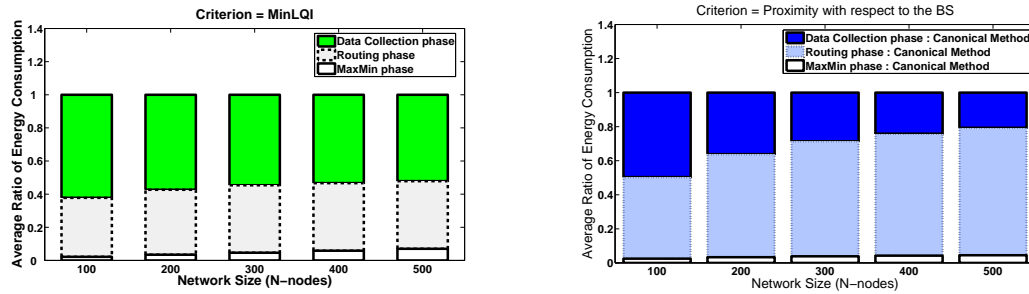 Criterion = MinLQI
1.4
1.2
1
0.8
0.6
0.4
0.2
0
Average Ratio of Energy Consumption
Data Collection phase
Routing phase
MaxMin phase
100 200 300 400 500
Network Size (N−nodes)
Criterion = Proximity with respect to the BS
1.4
1.2
1
0.8
0.6
0.4
0.2
0
Average Ratio of Energy Consumption
Data Collection phase : Canonical Method
Routing phase : Canonical Method
MaxMin phase : Canonical Method
100 200 300 400 500
Network Size (N−nodes)